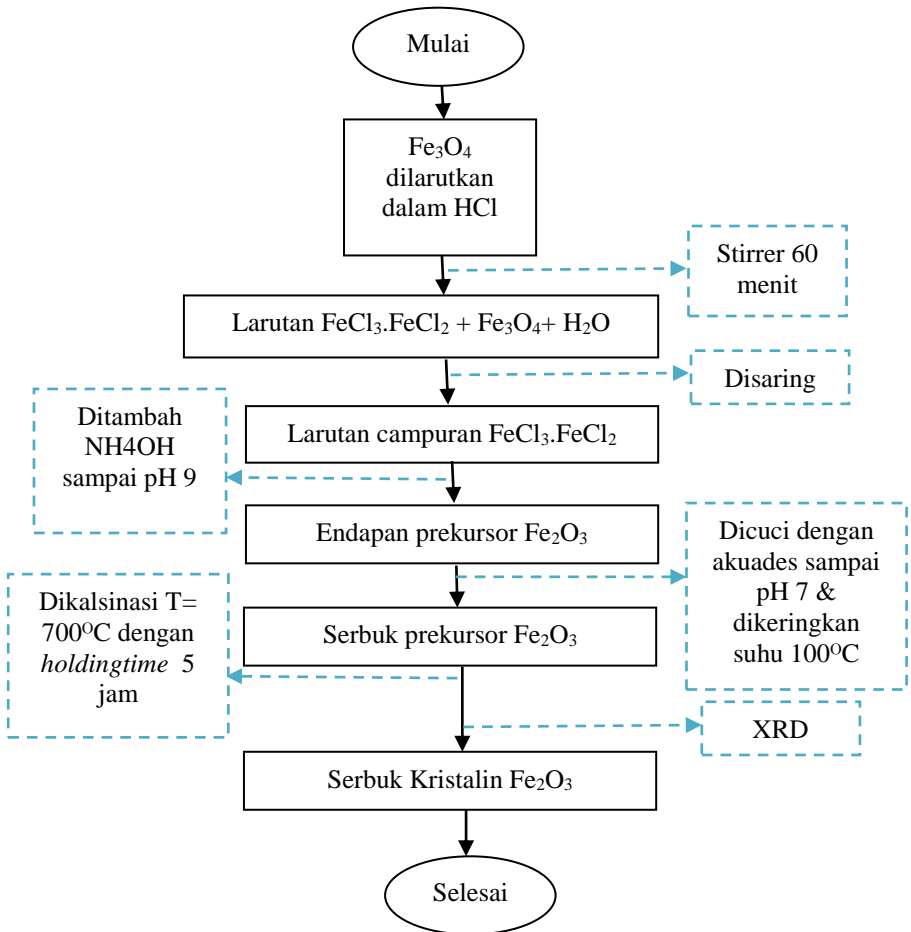 Mulai
Fe₃O₄
dilarutkan
dalam HCl
Stirrer 60
menit
Larutan FeCl₃.FeCl₂ + Fe₃O₄+ H₂O
Disaring
Larutan campuran FeCl₃.FeCl₂
Ditambah
NH4OH
sampai pH 9
Endapan prekursor Fe₂O₃
Dicuci dengan
akuades sampai
pH 7 &
dikeringkan
suhu 100ᴼC
Serbuk prekursor Fe₂O₃
Dikalsinasi T=
700ᴼC dengan
holdingtime 5
jam
XRD
Serbuk Kristalin Fe₂O₃
Selesai